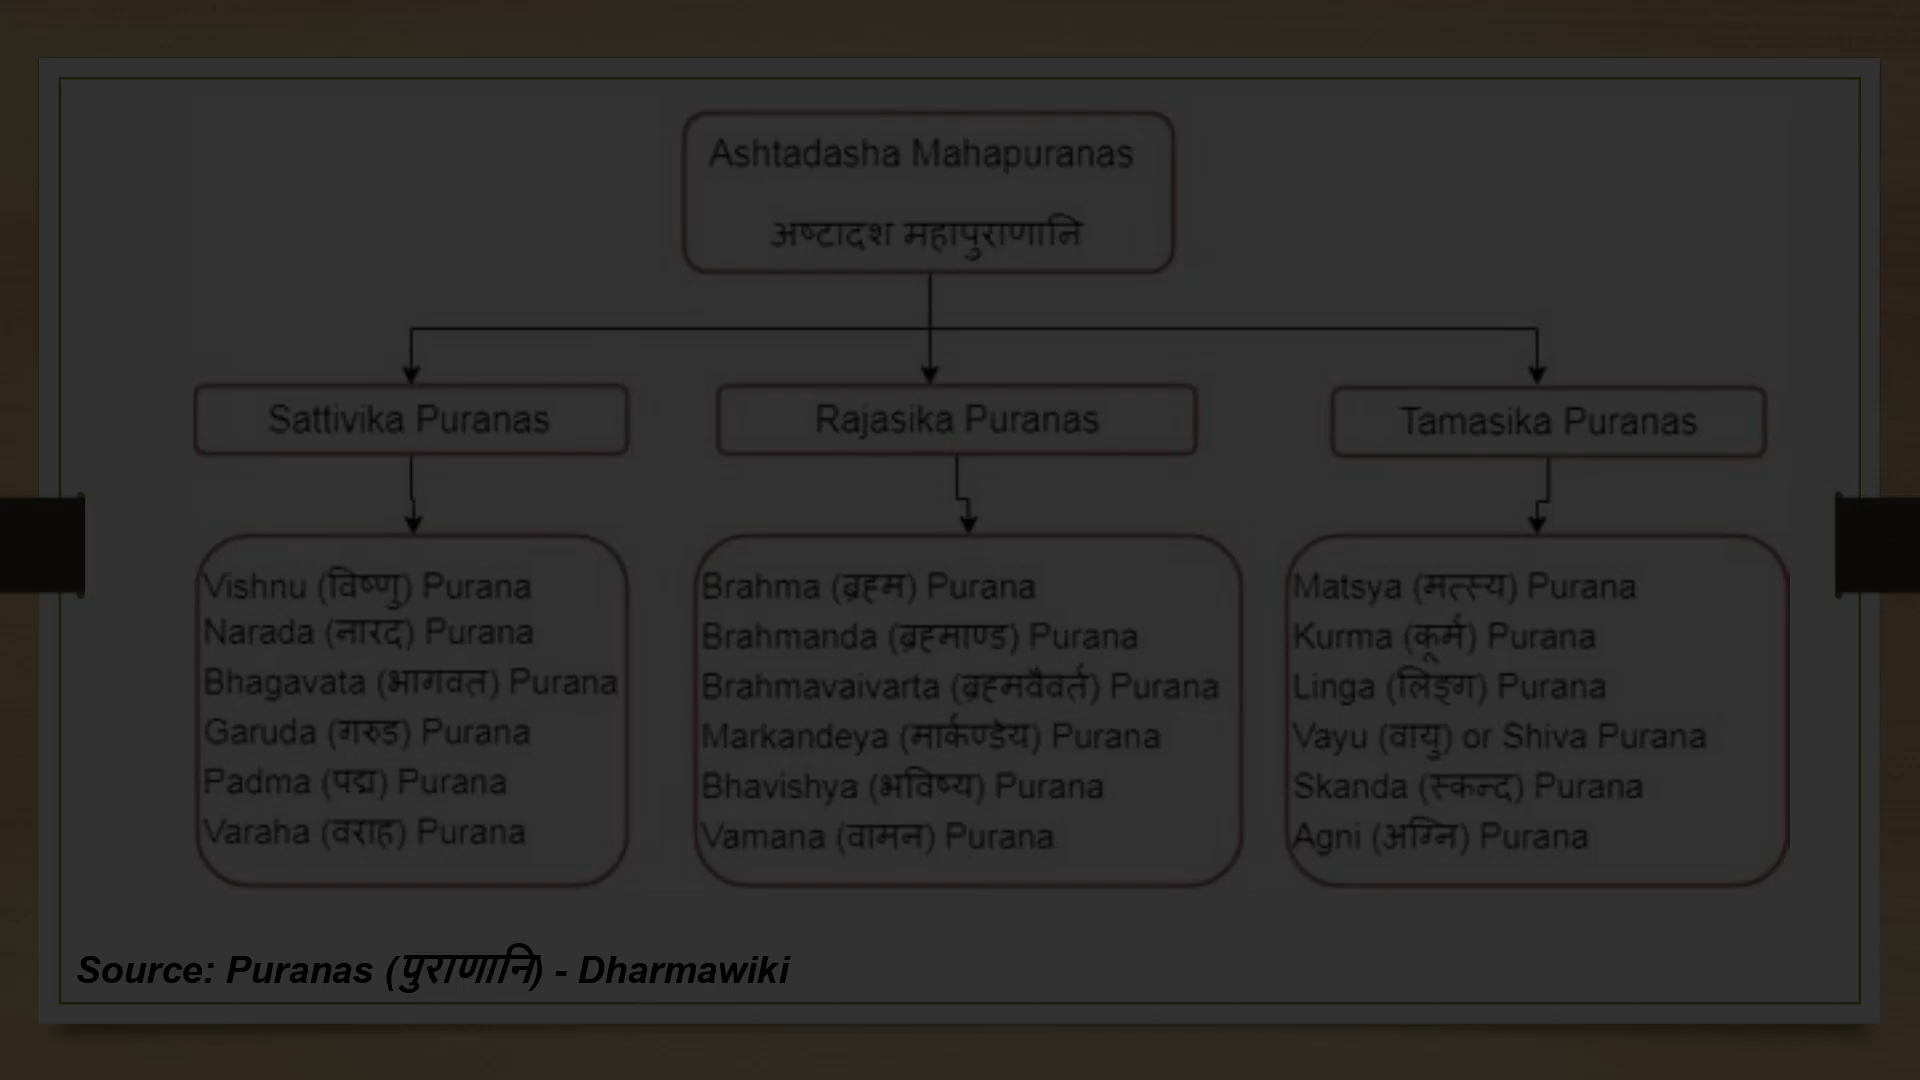 Ashtadasha Mahapuranas
अष्टादश महापुराणानि
Sattivika Puranas
Rajasika Puranas
Tamasika Puranas
Vishnu (विष्णु) Purana
Narada (नारद) Purana
Bhagavata (भागवत) Purana
Garuda (गरुड) Purana
Padma (पद्म) Purana
Varaha (वराह) Purana
Brahma (ब्रह्म) Purana
Brahmanda (ब्रह्माण्ड) Purana
Brahmavaivarta (ब्रह्मवैवर्त) Purana
Markandeya (मार्कण्डेय) Purana
Bhavishya (भविष्य) Purana
Vamana (वामन) Purana
Matsya (मत्स्य) Purana
Kurma (कूर्म) Purana
Linga (लिङ्ग) Purana
Vayu (वायु) or Shiva Purana
Skanda (स्कन्द) Purana
Agni (अग्नि) Purana
Source: Puranas (पुराणानि) - Dharmawiki